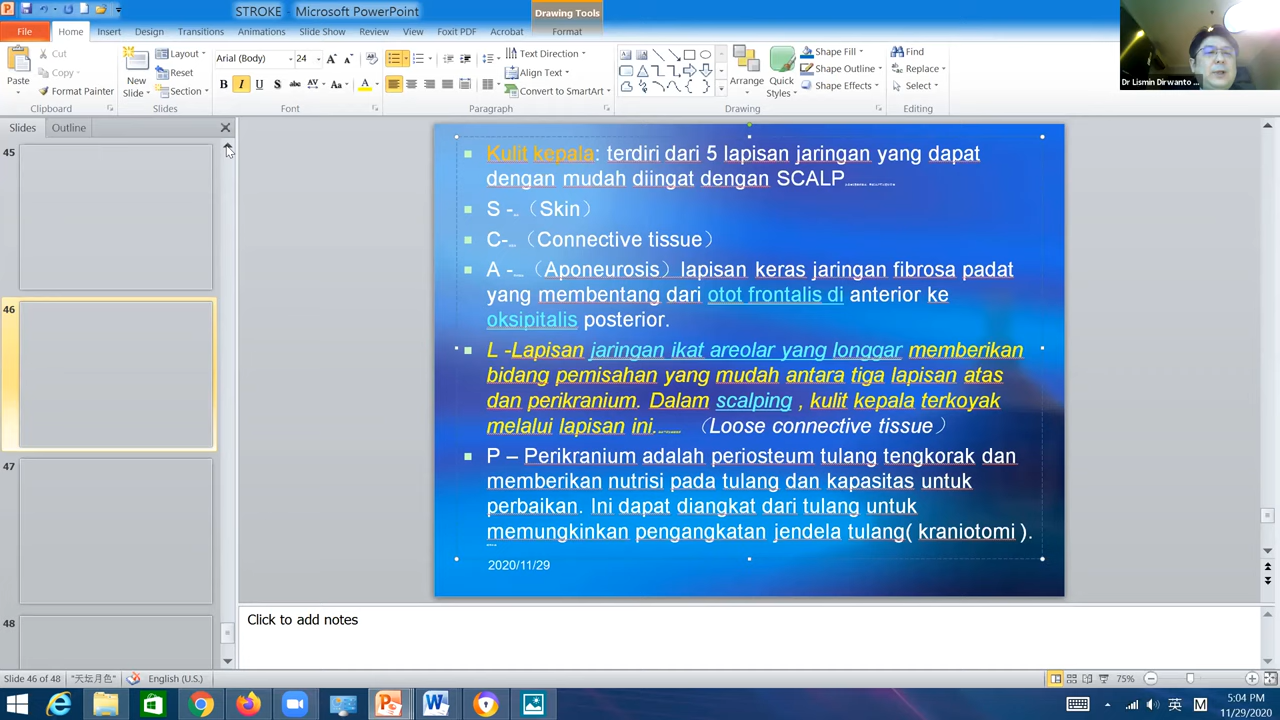 STROKE - Microsoft PowerPoint
Drawing Tools
File Home Insert Design Slide Show Transitions Animations Review View Foxit PDF Acrobat Format
Paste
Cut
Copy
Format Painter
Clipboard
New Slide
Layout
Reset
Section
Slides
Arial (Body) 24
B I U S abc AV Aa A
Font
Text Direction
Align Text
Convert to SmartArt
Paragraph
Arrange
Quick Styles
Shape Fill
Shape Outline
Shape Effects
Drawing
Find
Replace
Select
Editing
Dr Lismin Dirwanto ...
Slides Outline
45
46
47
48
Kulit kepala: terdiri dari 5 lapisan jaringan yang dapat
dengan mudah diingat dengan SCALP
S -（Skin）
C-（Connective tissue）
A -（Aponeurosis）lapisan keras jaringan fibrosa padat
yang membentang dari otot frontalis di anterior ke
oksipitalis posterior.
L -Lapisan jaringan ikat areolar yang longgar memberikan
bidang pemisahan yang mudah antara tiga lapisan atas
dan perikranium. Dalam scalping , kulit kepala terkoyak
melalui lapisan ini.（Loose connective tissue）
P – Perikranium adalah periosteum tulang tengkorak dan
memberikan nutrisi pada tulang dan kapasitas untuk
perbaikan. Ini dapat diangkat dari tulang untuk
memungkinkan pengangkatan jendela tulang( kraniotomi ).
2020/11/29
Click to add notes
Slide 46 of 48 "天坛月色" English (U.S.) 75%
英 M
5:04 PM
11/29/2020